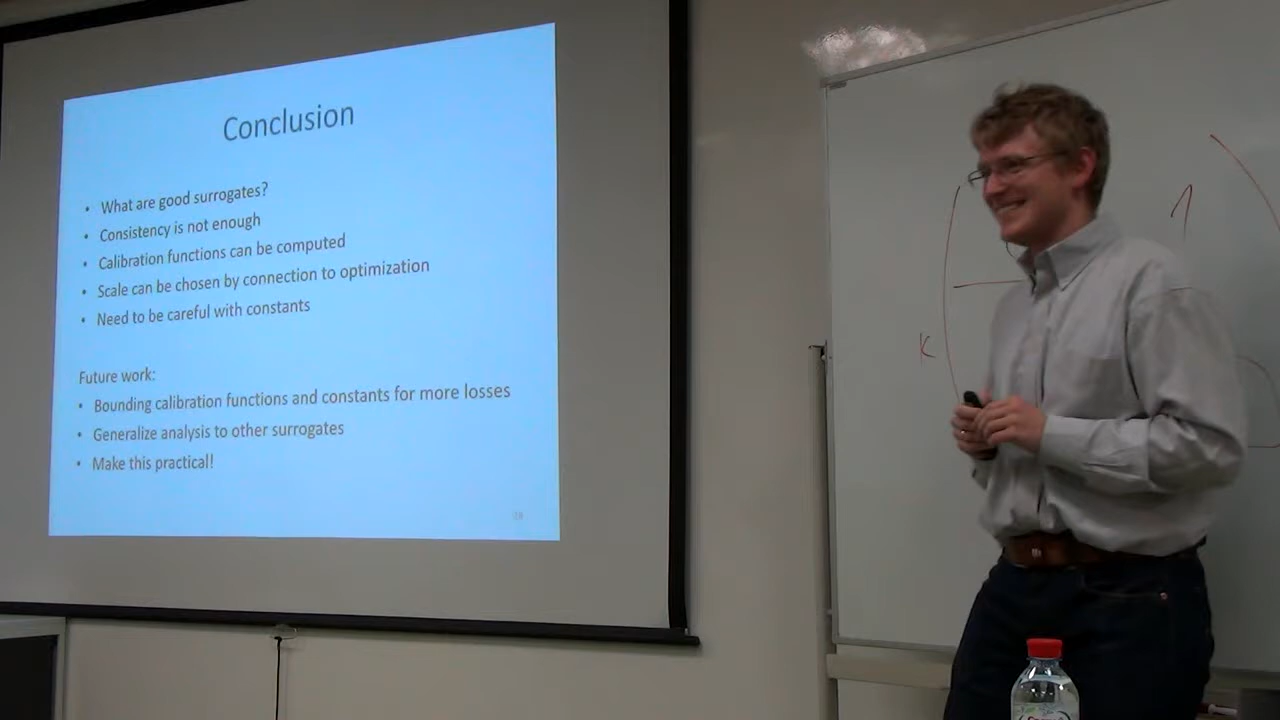 Conclusion
• What are good surrogates?
• Consistency is not enough
• Calibration functions can be computed
• Scale can be chosen by connection to optimization
• Need to be careful with constants
Future work:
• Bounding calibration functions and constants for more losses
• Generalize analysis to other surrogates
• Make this practical!
K
1